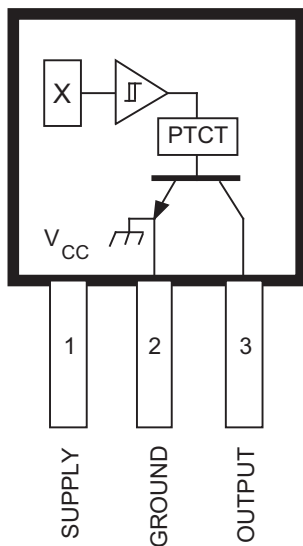 X
PTCT
VCC
1 2 3
SUPPLY
GROUND
OUTPUT